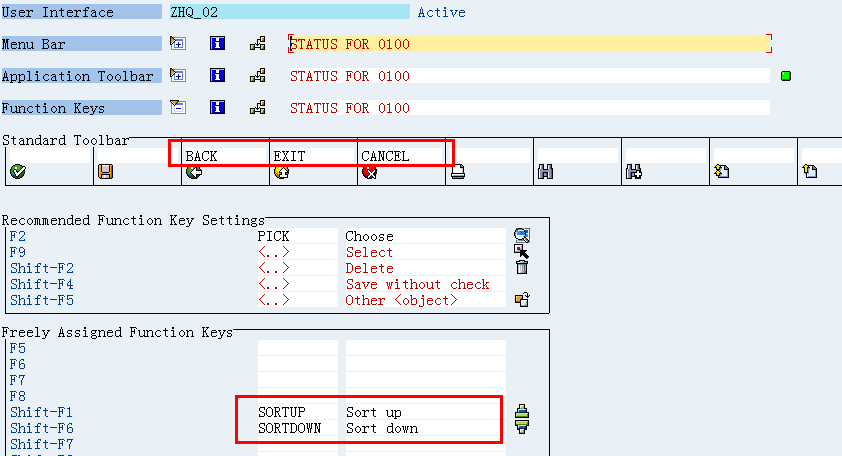 User Interface ZHQ_02 Active
Menu Bar STATUS FOR 0100
Application Toolbar STATUS FOR 0100
Function Keys STATUS FOR 0100
Standard Toolbar
BACK EXIT CANCEL
Recommended Function Key Settings
F2 PICK Choose
F9 <..> Select
Shift-F2 <..> Delete
Shift-F4 <..> Save without check
Shift-F5 <..> Other <object>
Freely Assigned Function Keys
F5
F6
F7
F8
Shift-F1 SORTUP Sort up
Shift-F6 SORTDOWN Sort down
Shift-F7